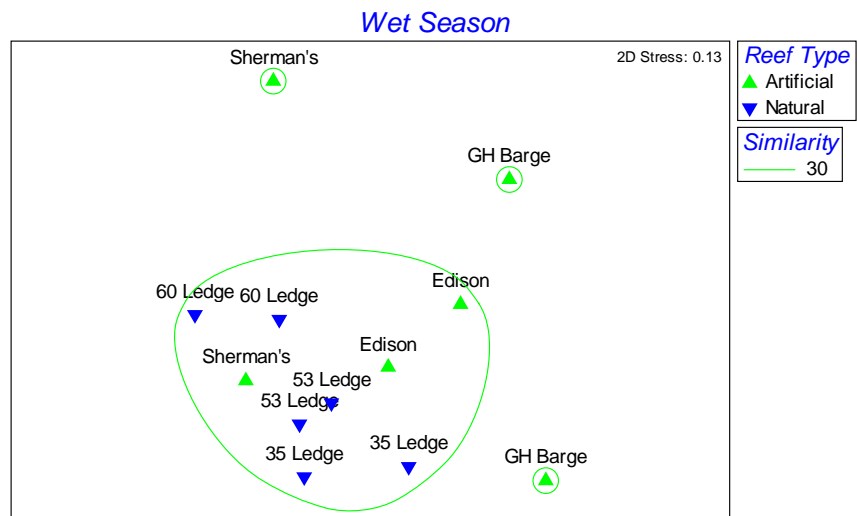 Wet Season
Sherman's
2D Stress: 0.13
Reef Type
Artificial
Natural
Similarity
30
GH Barge
Edison
60 Ledge
60 Ledge
Sherman's
Edison
53 Ledge
53 Ledge
35 Ledge
35 Ledge
GH Barge